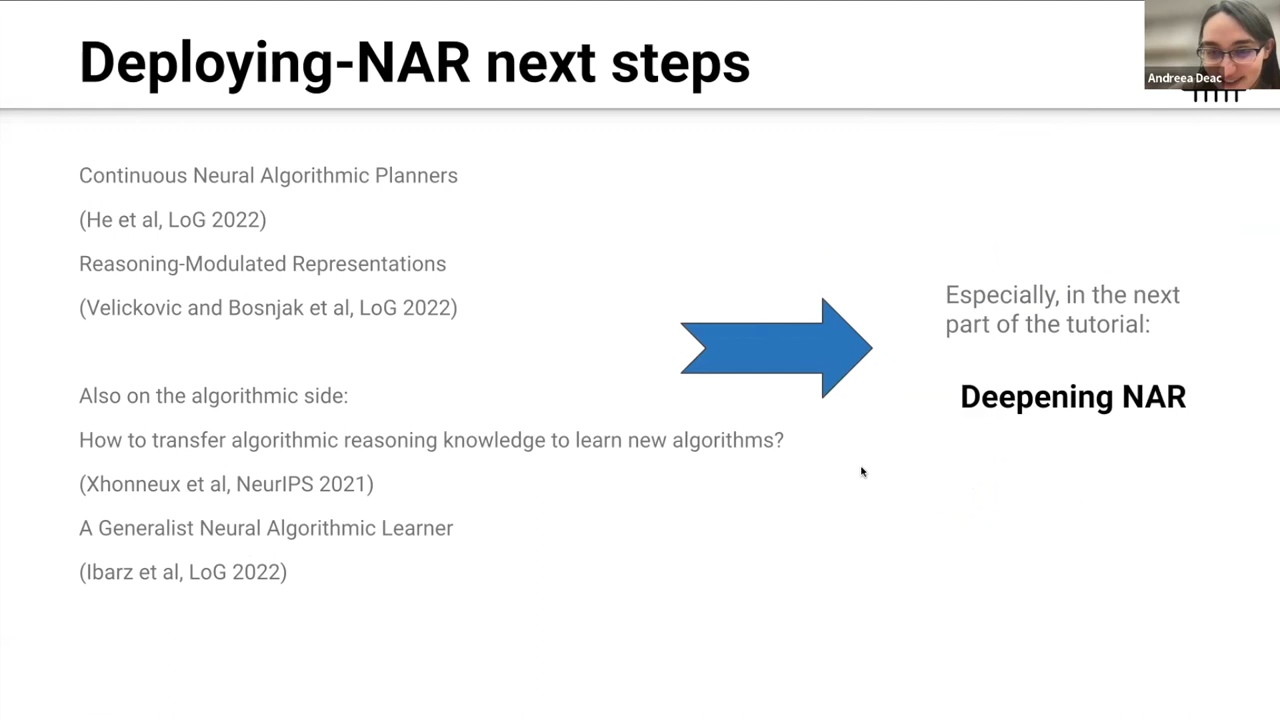 Deploying-NAR next steps
Andreea Deac
Continuous Neural Algorithmic Planners
(He et al, LoG 2022)
Reasoning-Modulated Representations
(Velickovic and Bosnjak et al, LoG 2022)
Also on the algorithmic side:
How to transfer algorithmic reasoning knowledge to learn new algorithms?
(Xhonneux et al, NeurIPS 2021)
A Generalist Neural Algorithmic Learner
(Ibarz et al, LoG 2022)
Especially, in the next
part of the tutorial:
Deepening NAR